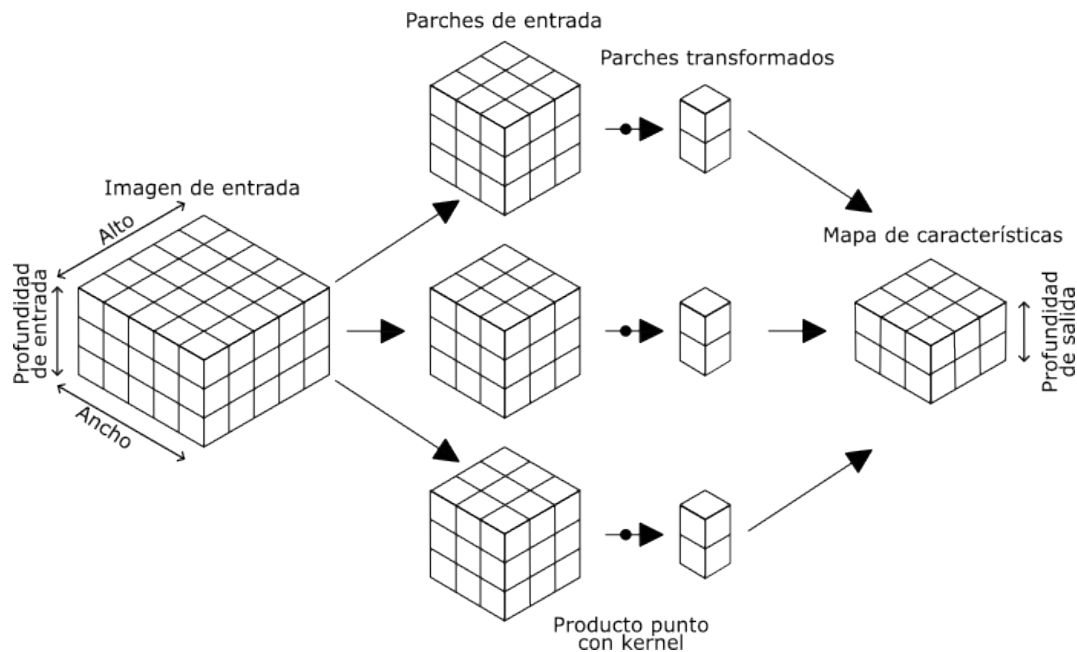 Parches de entrada
Parches transformados
Imagen de entrada
Alto
Profundidad
de entrada
Ancho
Mapa de características
Profundidad
de salida
Producto punto
con kernel